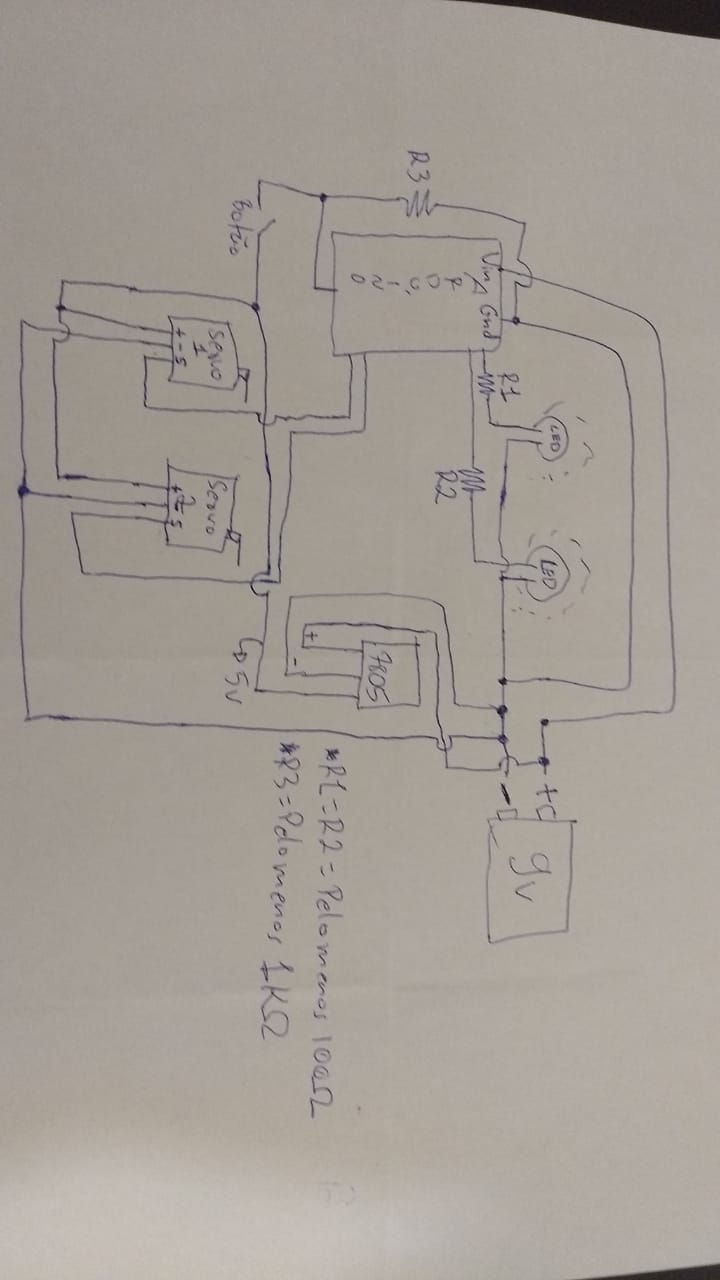 9v
+
-
LED
LED
R1
R2
Vin
Gnd
ARDUINO
R3
Botão
7805
+
-
5v
Servo
1
+ - S
Servo
2
+ - S
*R1=R2=Pelo menos 100Ω
*R3=Pelo menos 1KΩ